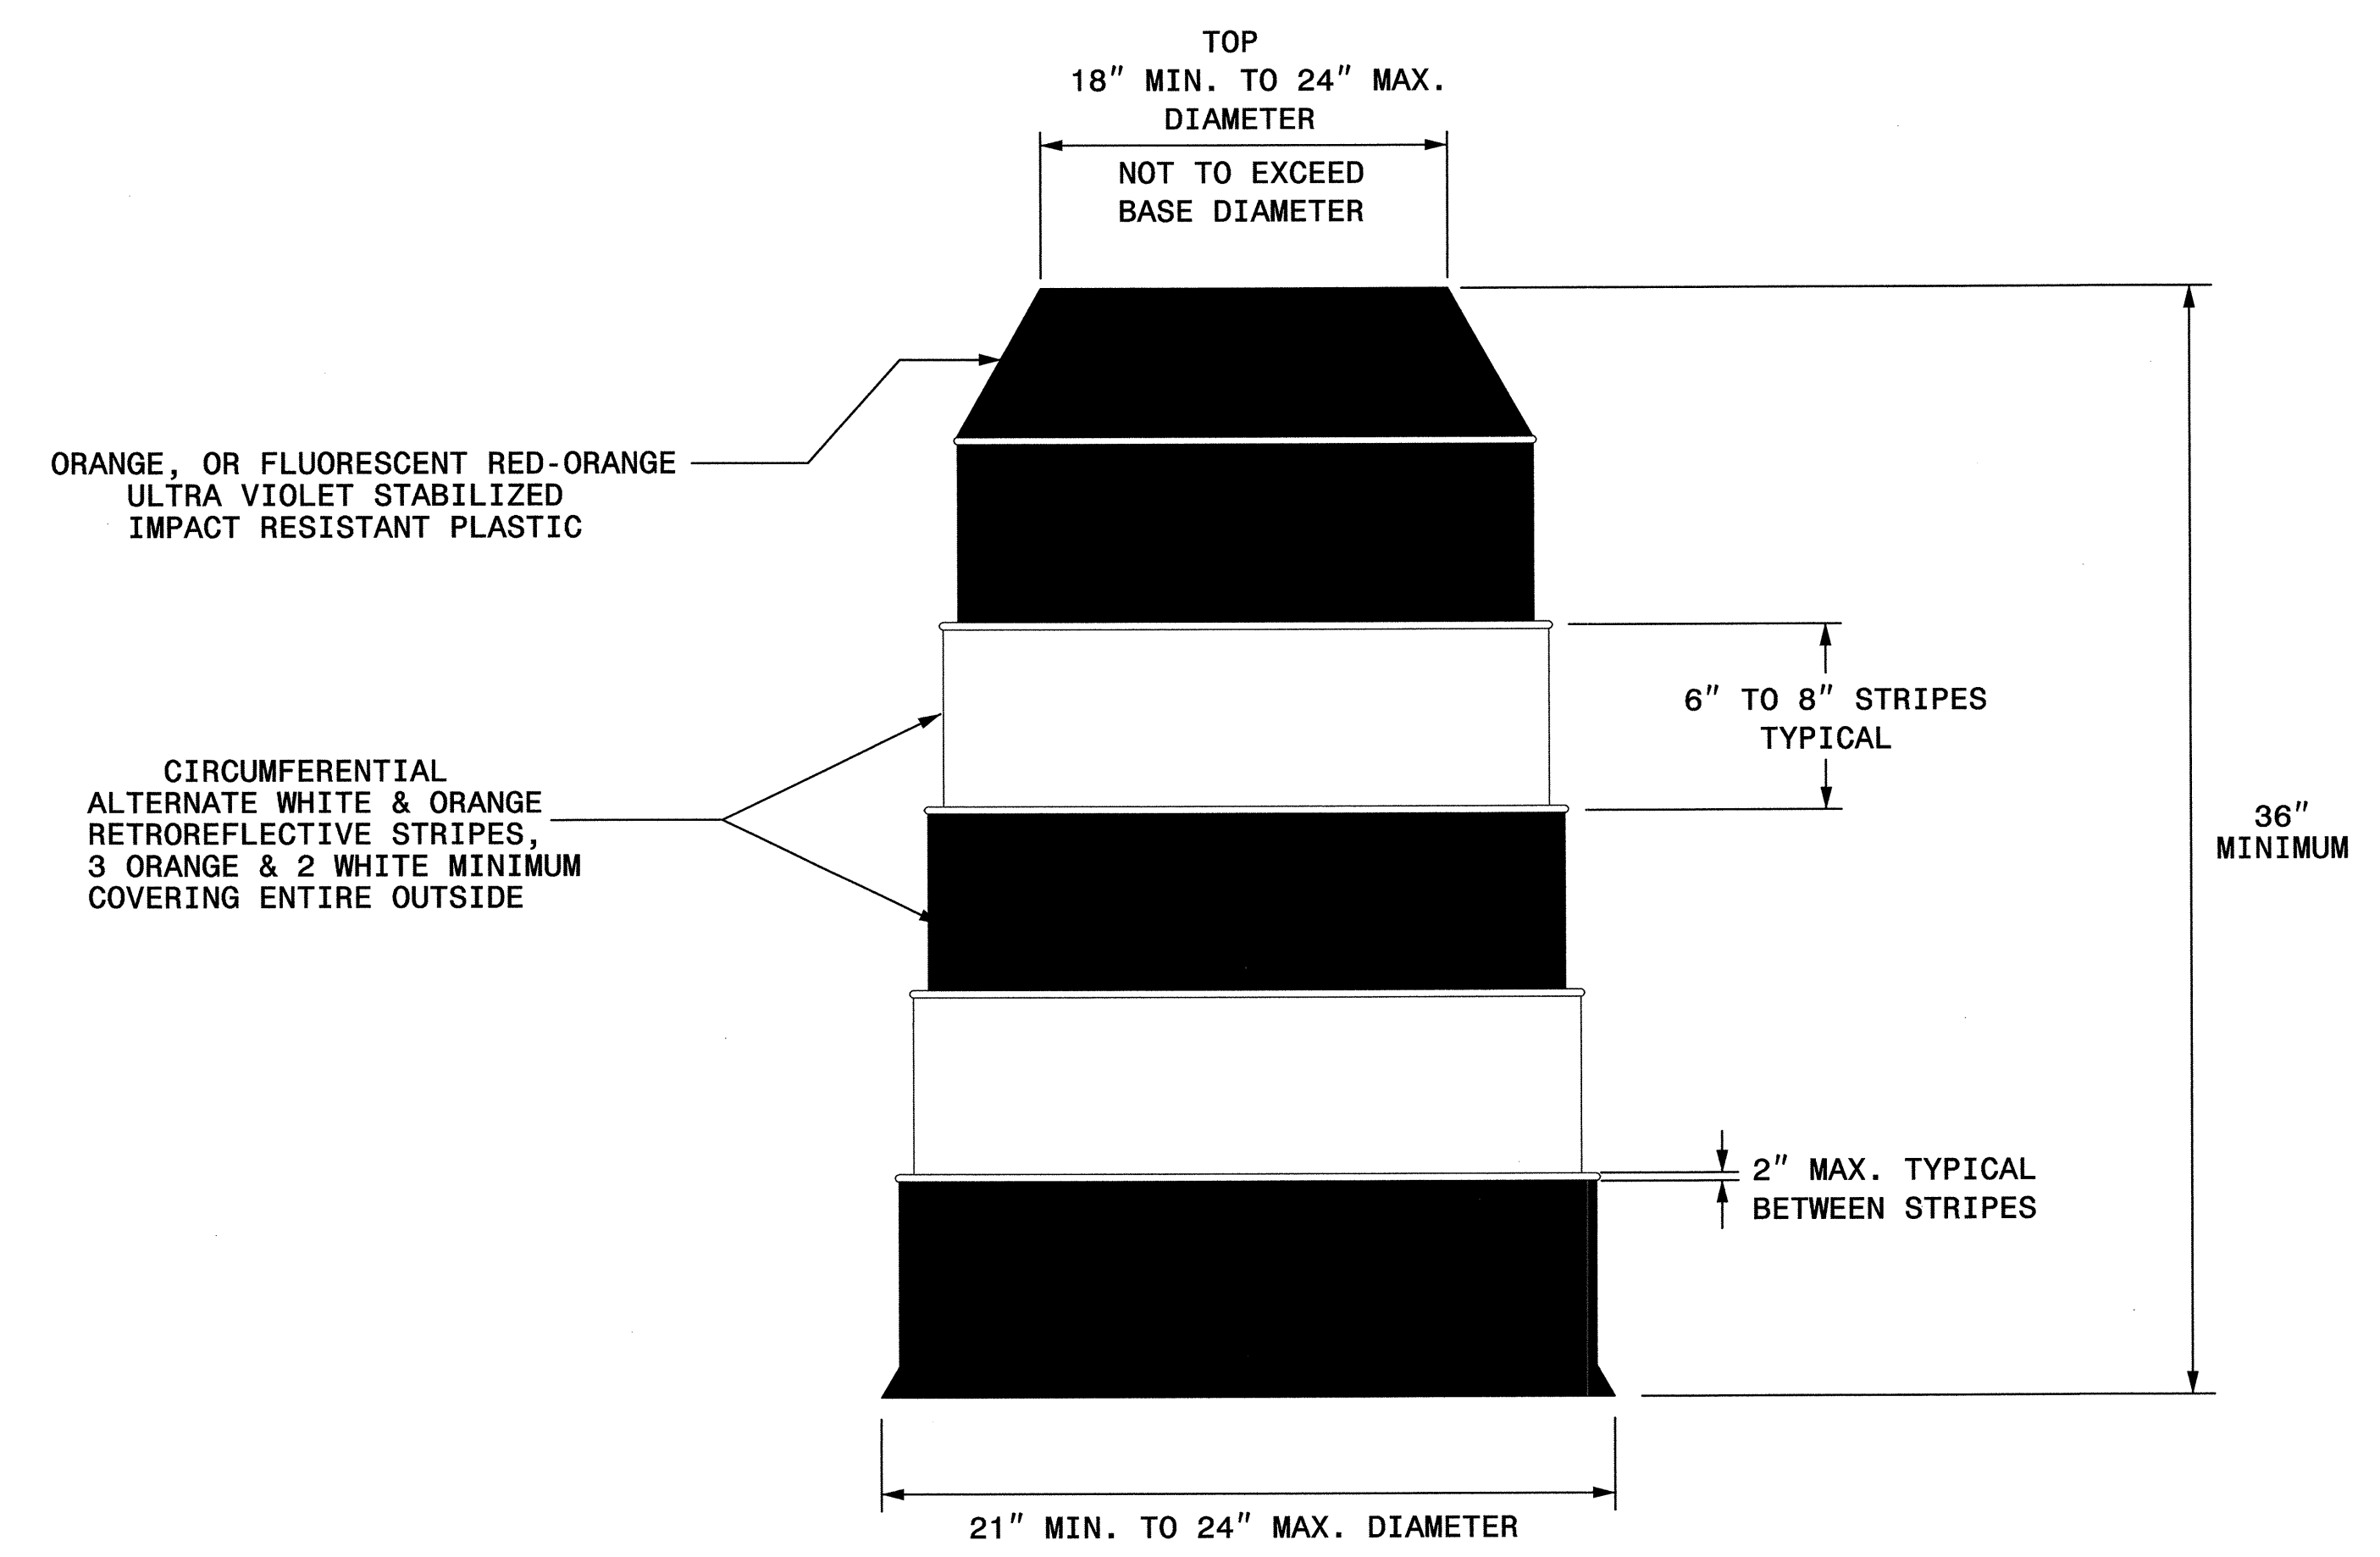 TOP
18" MIN. TO 24" MAX.
DIAMETER
NOT TO EXCEED
BASE DIAMETER
ORANGE, OR FLUORESCENT RED-ORANGE
ULTRA VIOLET STABILIZED
IMPACT RESISTANT PLASTIC
6" TO 8" STRIPES
TYPICAL
CIRCUMFERENTIAL
ALTERNATE WHITE & ORANGE
RETROREFLECTIVE STRIPES,
3 ORANGE & 2 WHITE MINIMUM
COVERING ENTIRE OUTSIDE
36"
MINIMUM
2" MAX. TYPICAL
BETWEEN STRIPES
21" MIN. TO 24" MAX. DIAMETER